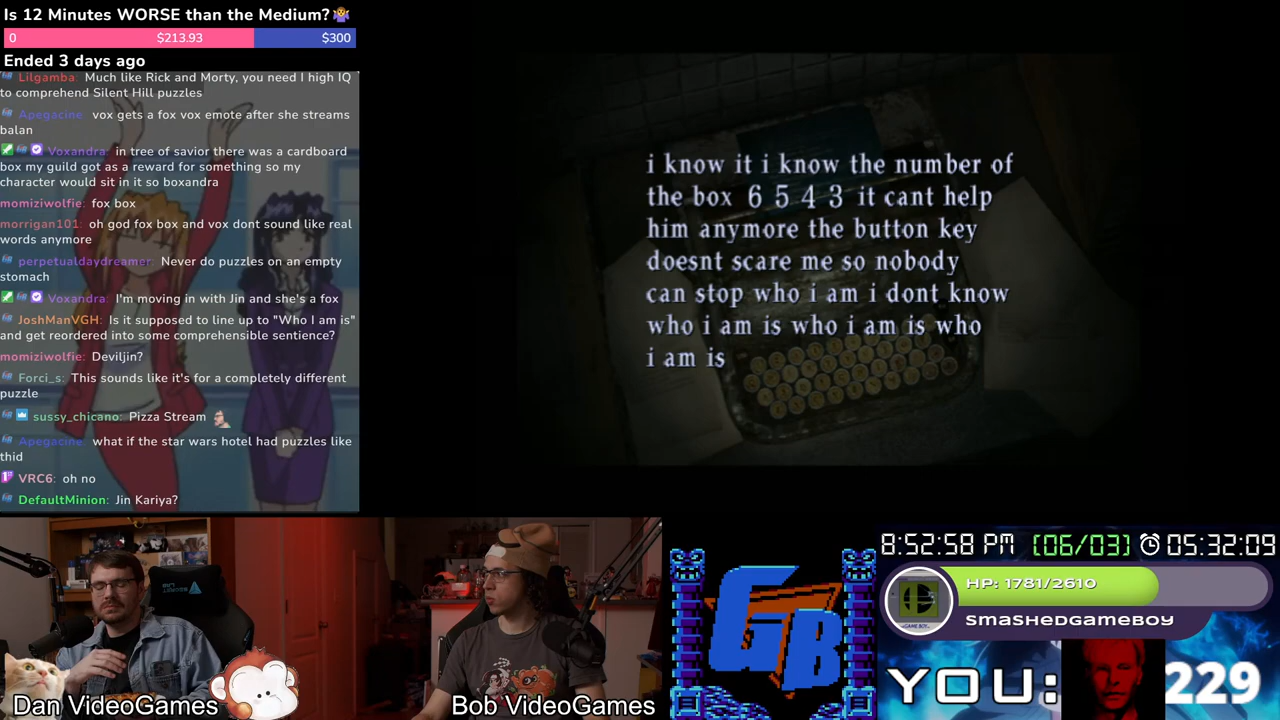 Is 12 Minutes WORSE than the Medium?🤷
0 $213.93 $300
Ended 3 days ago
Lilgamba: Much like Rick and Morty, you need I high IQ
to comprehend Silent Hill puzzles
Apegacine: vox gets a fox vox emote after she streams
balan
Voxandra: in tree of savior there was a cardboard
box my guild got as a reward for something so my
character would sit in it so boxandra
momiziwolfie: fox box
morrigan101: oh god fox box and vox dont sound like real
words anymore
perpetualdaydreamer: Never do puzzles on an empty
stomach
Voxandra: I'm moving in with Jin and she's a fox
JoshManVGH: Is it supposed to line up to "Who I am is"
and get reordered into some comprehensible sentence?
momiziwolfie: Deviljin?
Forci_s: This sounds like it's for a completely different
puzzle
sussy_chicano: Pizza Stream
Apegacine: what if the star wars hotel had puzzles like
thid
VRC6: oh no
DefaultMinion: Jin Kariya?
i know it i know the number of
the box 6 5 4 3 it cant help
him anymore the button key
doesnt scare me so nobody
can stop who i am i dont know
who i am is who i am is who
i am is
Dan VideoGames
Bob VideoGames
GB
8:52:58 PM [06/03] 05:32:09
HP: 1781/2610
SmaSHeDGameBoy
YOU: 229